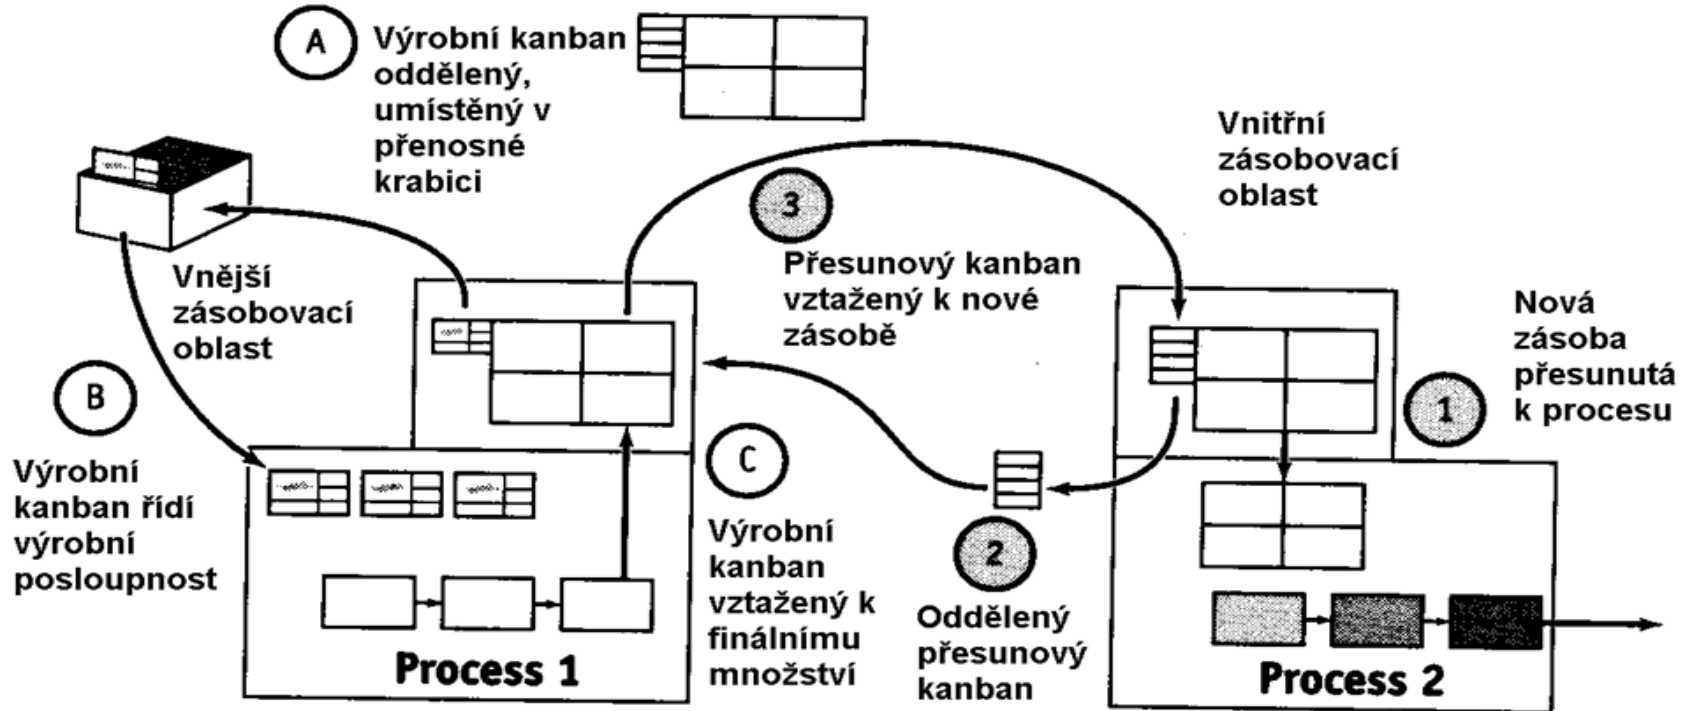 A
Výrobní kanban
oddělený,
umístěný v
přenosné
krabici
Vnitřní
zásobovací
oblast
3
Přesunový kanban
vztažený k nové
zásobě
Vnější
zásobovací
oblast
Nová
zásoba
přesunutá
k procesu
1
B
Výrobní
kanban řídí
výrobní
posloupnost
C
Výrobní
kanban
vztažený k
finálnímu
množství
2
Oddělený
přesunový
kanban
Process 1
Process 2